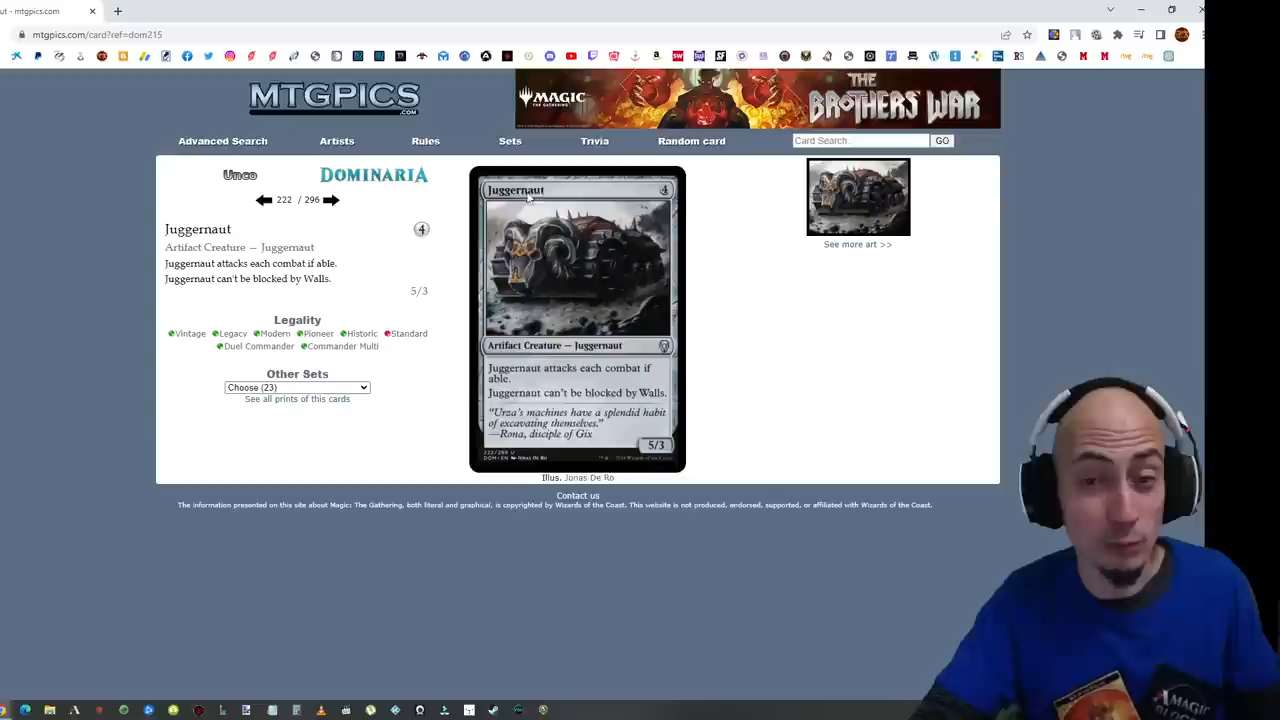 ut - mtgpics.com
mtgpics.com/card?ref=dom215
MTGPICS
.COM
MAGIC
THE
BROTHERS' WAR
Advanced Search
Artists
Rules
Sets
Trivia
Random card
Card Search..
GO
Unco
DOMINARIA
222 / 296
Juggernaut 4
Artifact Creature — Juggernaut
Juggernaut attacks each combat if able.
Juggernaut can't be blocked by Walls.
5/3
Legality
Vintage Legacy Modern Pioneer Historic Standard
Duel Commander Commander Multi
Other Sets
Choose (23)
See all prints of this cards
Juggernaut 4
Artifact Creature — Juggernaut
Juggernaut attacks each combat if
able.
Juggernaut can't be blocked by Walls.
"Urza's machines have a splendid habit
of excavating themselves."
—Rona, disciple of Gix
5/3
Illus. Jonas De Ro
See more art >>
Contact us
The information presented on this site about Magic: The Gathering, both literal and graphical, is copyrighted by Wizards of the Coast. This website is not produced, endorsed, supported, or affiliated with Wizards of the Coast.
MAGIC